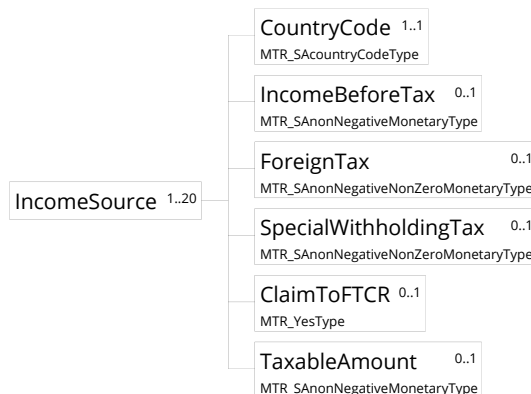 CountryCode 1..1
MTR_SAcountryCodeType
IncomeBeforeTax 0..1
MTR_SAnonNegativeMonetaryType
ForeignTax 0..1
MTR_SAnonNegativeNonZeroMonetaryType
IncomeSource 1..20
SpecialWithholdingTax 0..1
MTR_SAnonNegativeNonZeroMonetaryType
ClaimToFTCR 0..1
MTR_YesType
TaxableAmount 0..1
MTR_SAnonNegativeMonetaryType